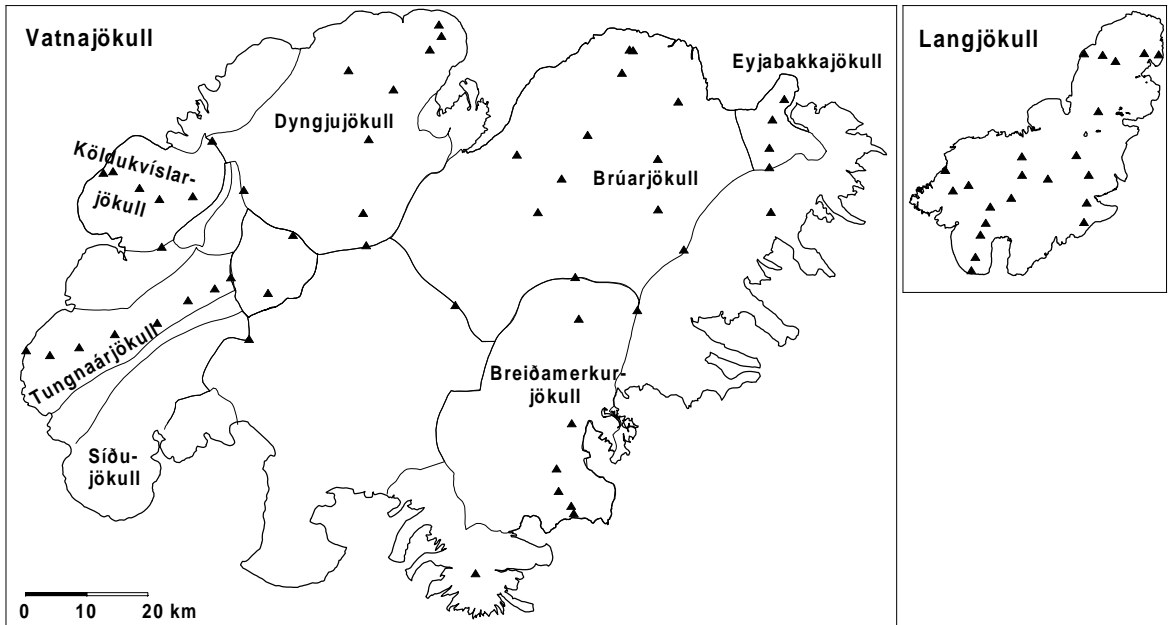 Vatnajökull
Langjökull
Eyjabakkajökull
Dyngjujökull
Köldukvíslar-
jökull
Brúarjökull
Tungnaárjökull
Breiðamerkur-
jökull
Síðu-
jökull
0 10 20 km